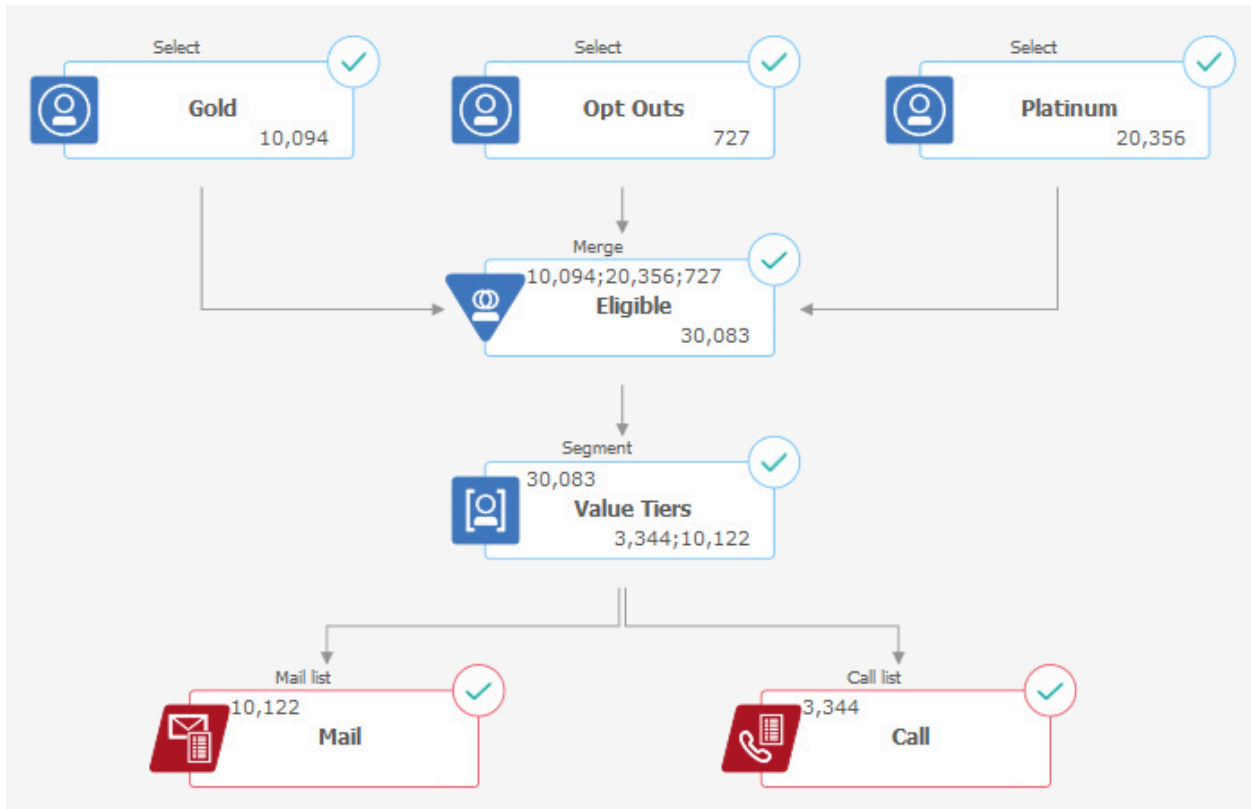 Select
Gold
10,094
Select
Opt Outs
727
Select
Platinum
20,356
Merge
10,094;20,356;727
Eligible
30,083
Segment
30,083
Value Tiers
3,344;10,122
Mail list
10,122
Mail
Call list
3,344
Call